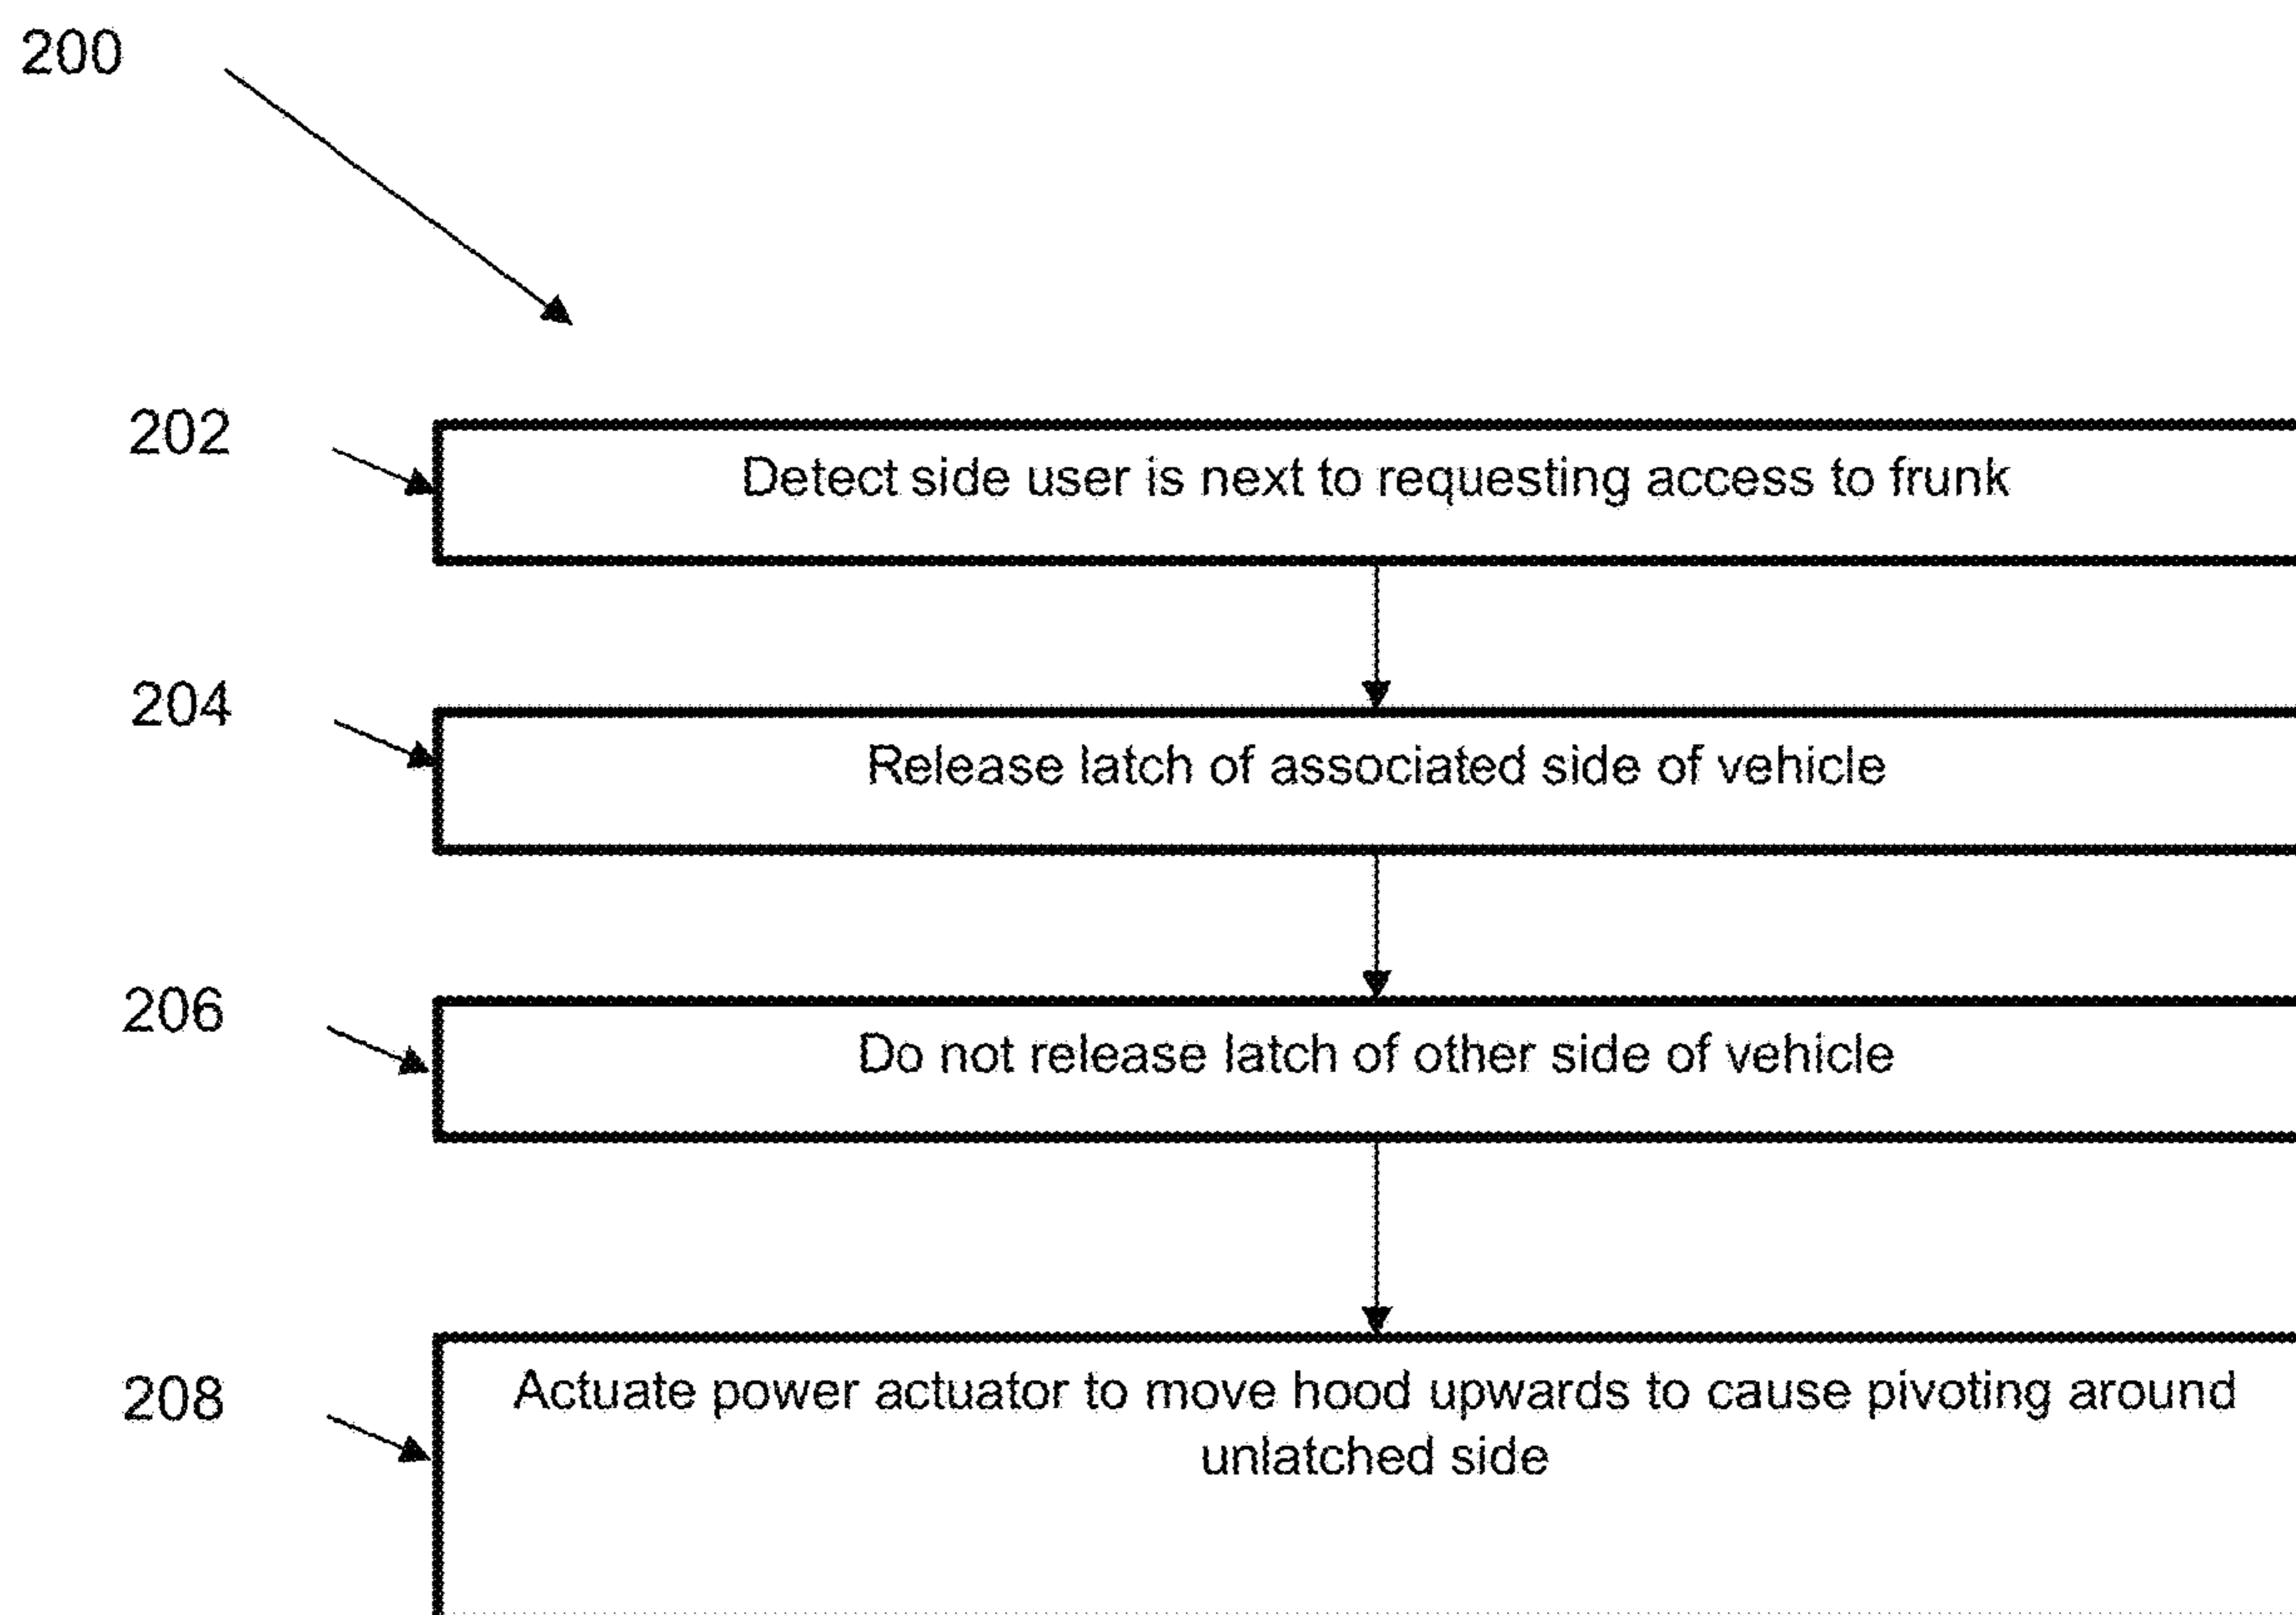 200
202
Detect side user is next to requesting access to frunk
204
Release latch of associated side of vehicle
206
Do not release latch of other side of vehicle
208
Actuate power actuator to move hood upwards to cause pivoting around
unlatched side